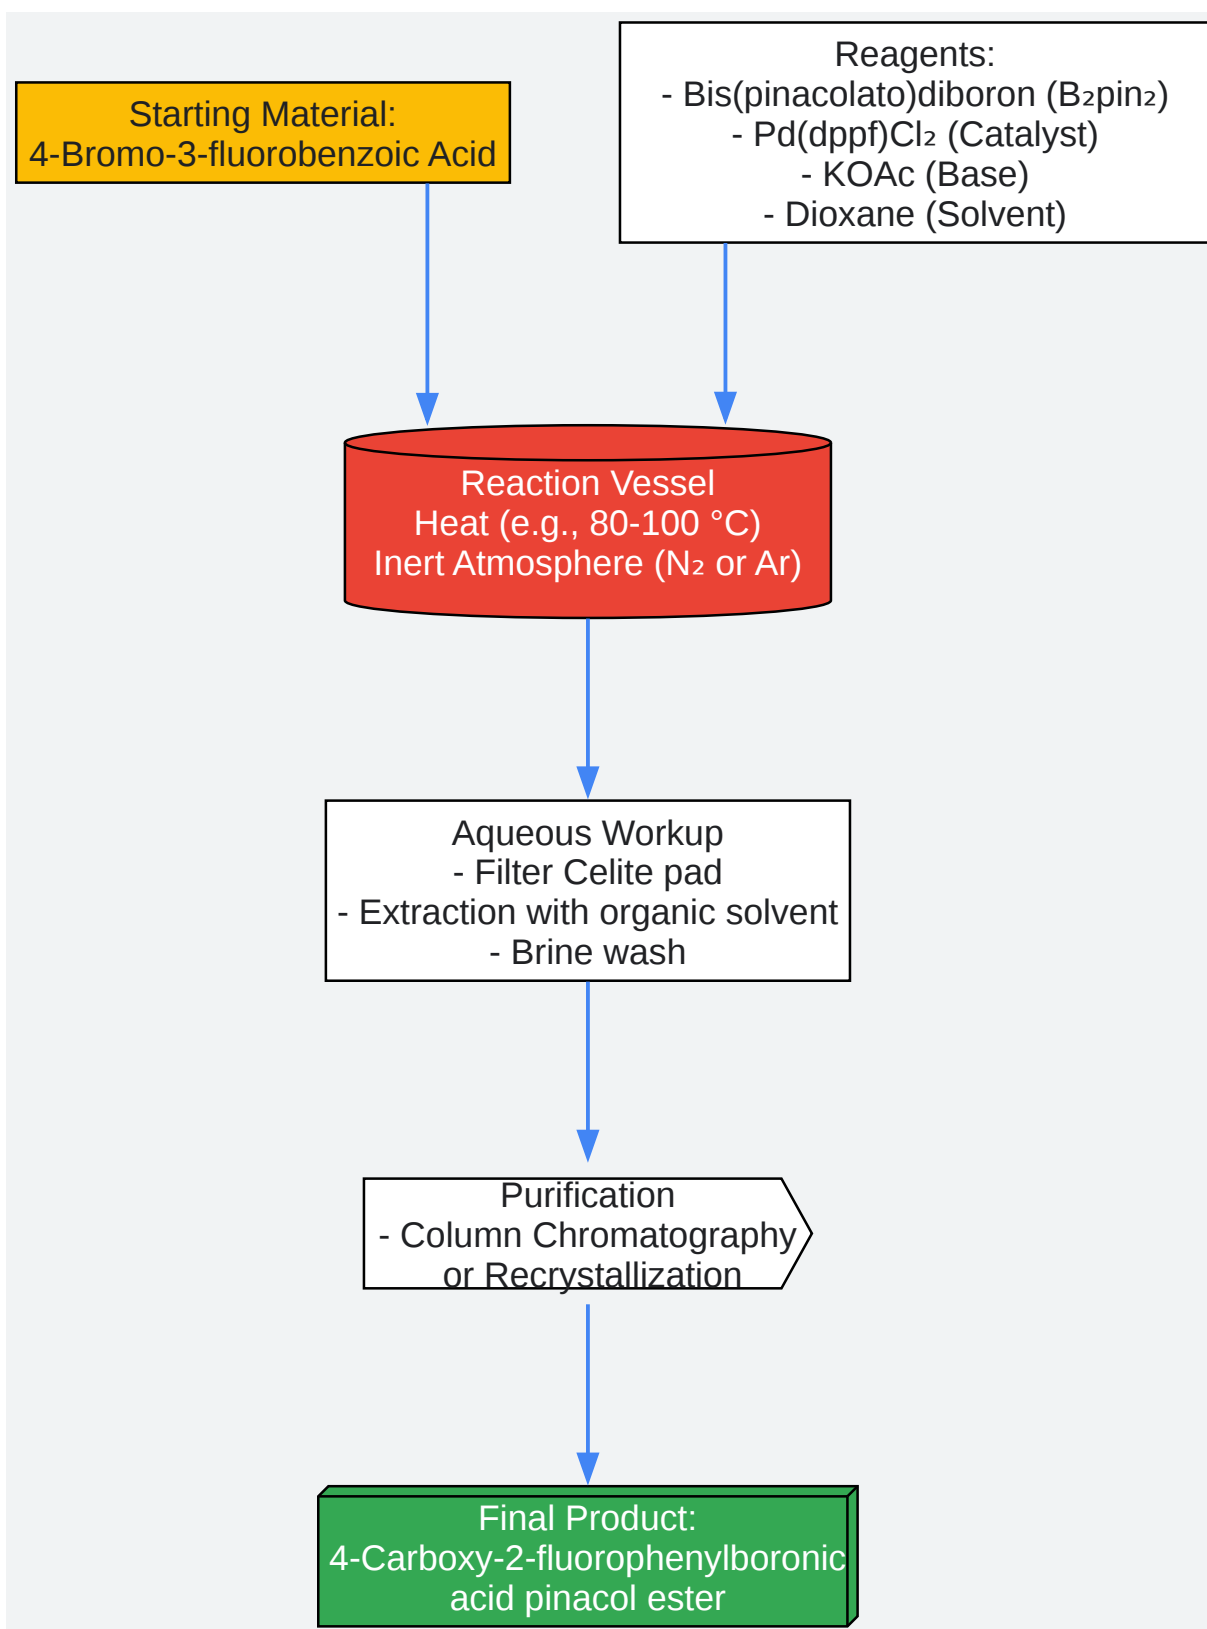 Starting Material:
4-Bromo-3-fluorobenzoic Acid
Reagents:
- Bis(pinacolato)diboron (B₂pin₂)
- Pd(dppf)Cl₂ (Catalyst)
- KOAc (Base)
- Dioxane (Solvent)
Reaction Vessel
Heat (e.g., 80-100 °C)
Inert Atmosphere (N₂ or Ar)
Aqueous Workup
- Filter Celite pad
- Extraction with organic solvent
- Brine wash
Purification
- Column Chromatography
or Recrystallization
Final Product:
4-Carboxy-2-fluorophenylboronic
acid pinacol ester